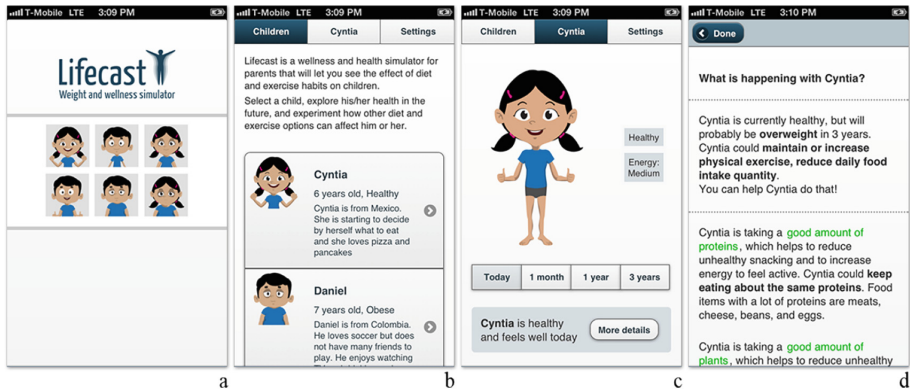 T-Mobile LTE 3:09 PM
Lifecast
Weight and wellness simulator
a
T-Mobile LTE 3:09 PM
Children Cyntia Settings
Lifecast is a wellness and health simulator for
parents that will let you see the effect of diet
and exercise habits on children.
Select a child, explore his/her health in the
future, and experiment how other diet and
exercise options can affect him or her.
Cyntia
6 years old, Healthy
Cyntia is from Mexico.
She is starting to decide
by herself what to eat
and she loves pizza and
pancakes
Daniel
7 years old, Obese
Daniel is from Colombia.
He loves soccer but does
not have many friends to
play. He enjoys watching
b
T-Mobile LTE 3:09 PM
Children Cyntia Settings
Healthy
Energy:
Medium
Today 1 month 1 year 3 years
Cyntia is healthy
and feels well today
More details
c
T-Mobile LTE 3:10 PM
Done
What is happening with Cyntia?
Cyntia is currently healthy, but will
probably be overweight in 3 years.
Cyntia could maintain or increase
physical exercise, reduce daily food
intake quantity.
You can help Cyntia do that!
Cyntia is taking a good amount of
proteins, which helps to reduce
unhealthy snacking and to increase
energy to feel active. Cyntia could keep
eating about the same proteins. Food
items with a lot of proteins are meats,
cheese, beans, and eggs.
Cyntia is taking a good amount of
plants, which helps to reduce unhealthy
d